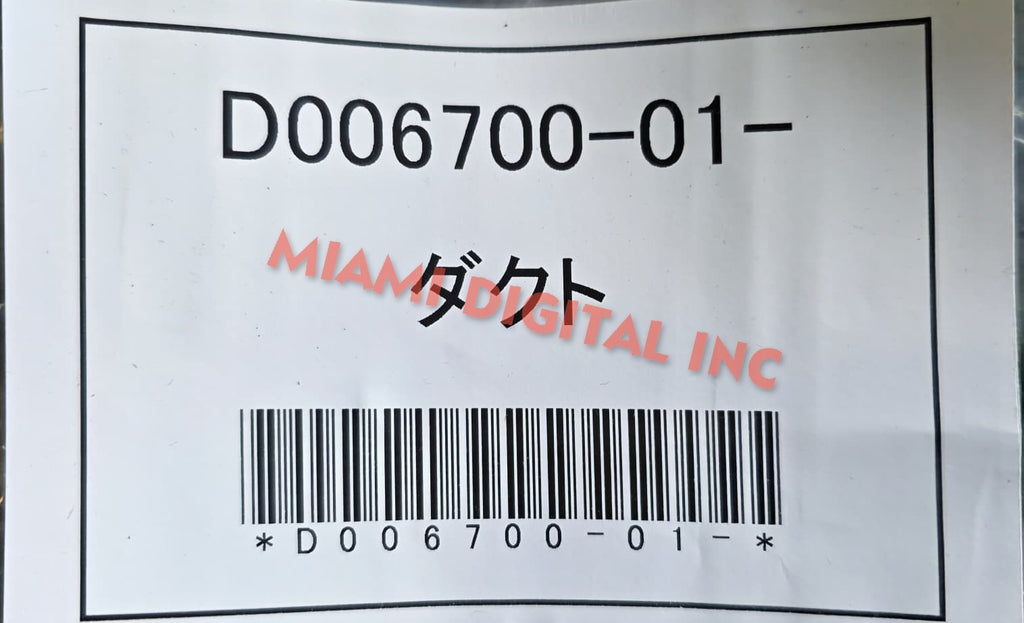 D006700-01-
ダクト
MIAMI DIGITAL INC
*D006700-01-*